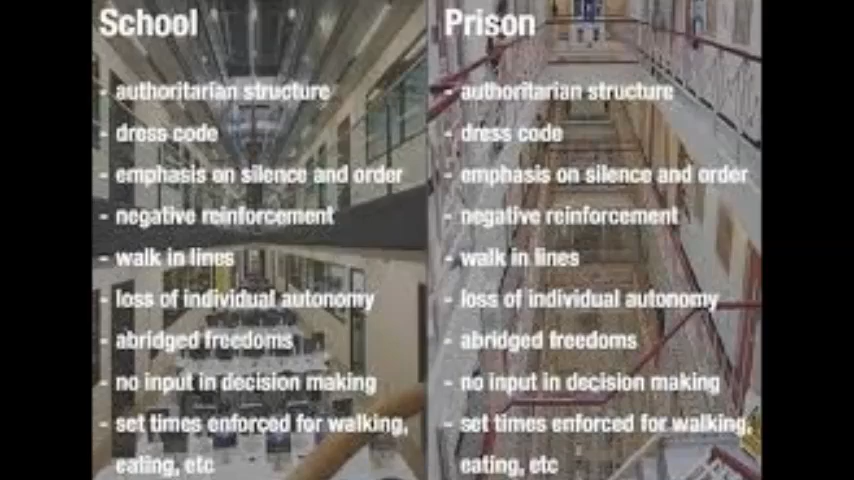 School
- authoritarian structure
- dress code
- emphasis on silence and order
- negative reinforcement
- walk in lines
- loss of individual autonomy
- abridged freedoms
- no input in decision making
- set times enforced for walking,
eating, etc
Prison
- authoritarian structure
- dress code
- emphasis on silence and order
- negative reinforcement
- walk in lines
- loss of individual autonomy
- abridged freedoms
- no input in decision making
- set times enforced for walking,
eating, etc